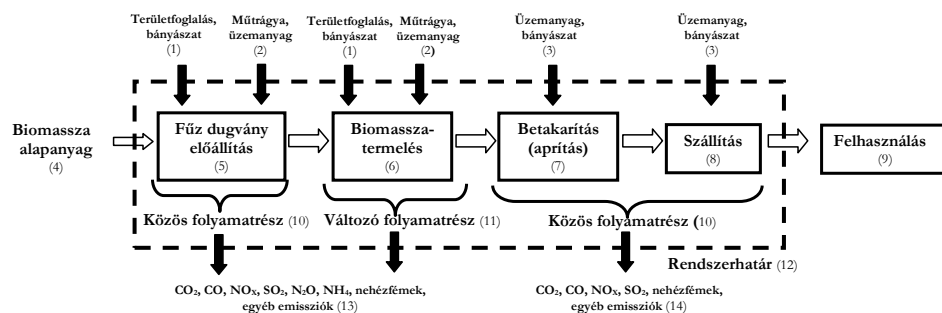 Területfoglalás,
bányászat
(1)
Műtrágya,
üzemanyag
(2)
Területfoglalás,
bányászat
(1)
Műtrágya,
üzemanyag
(2)
Üzemanyag,
bányászat
(3)
Üzemanyag,
bányászat
(3)
Biomassza
alapanyag
(4)
Fűz dugvány
előállítás
(5)
Biomassza-
termelés
(6)
Betakarítás
(aprítás)
(7)
Szállítás
(8)
Felhasználás
(9)
Közös folyamatrész (10)
Változó folyamatrész (11)
Közös folyamatrész (10)
Rendszerhatár (12)
CO₂, CO, NOₓ, SO₂, N₂O, NH₄, nehézfémek,
egyéb emissziók (13)
CO₂, CO, NOₓ, SO₂, nehézfémek,
egyéb emissziók (14)